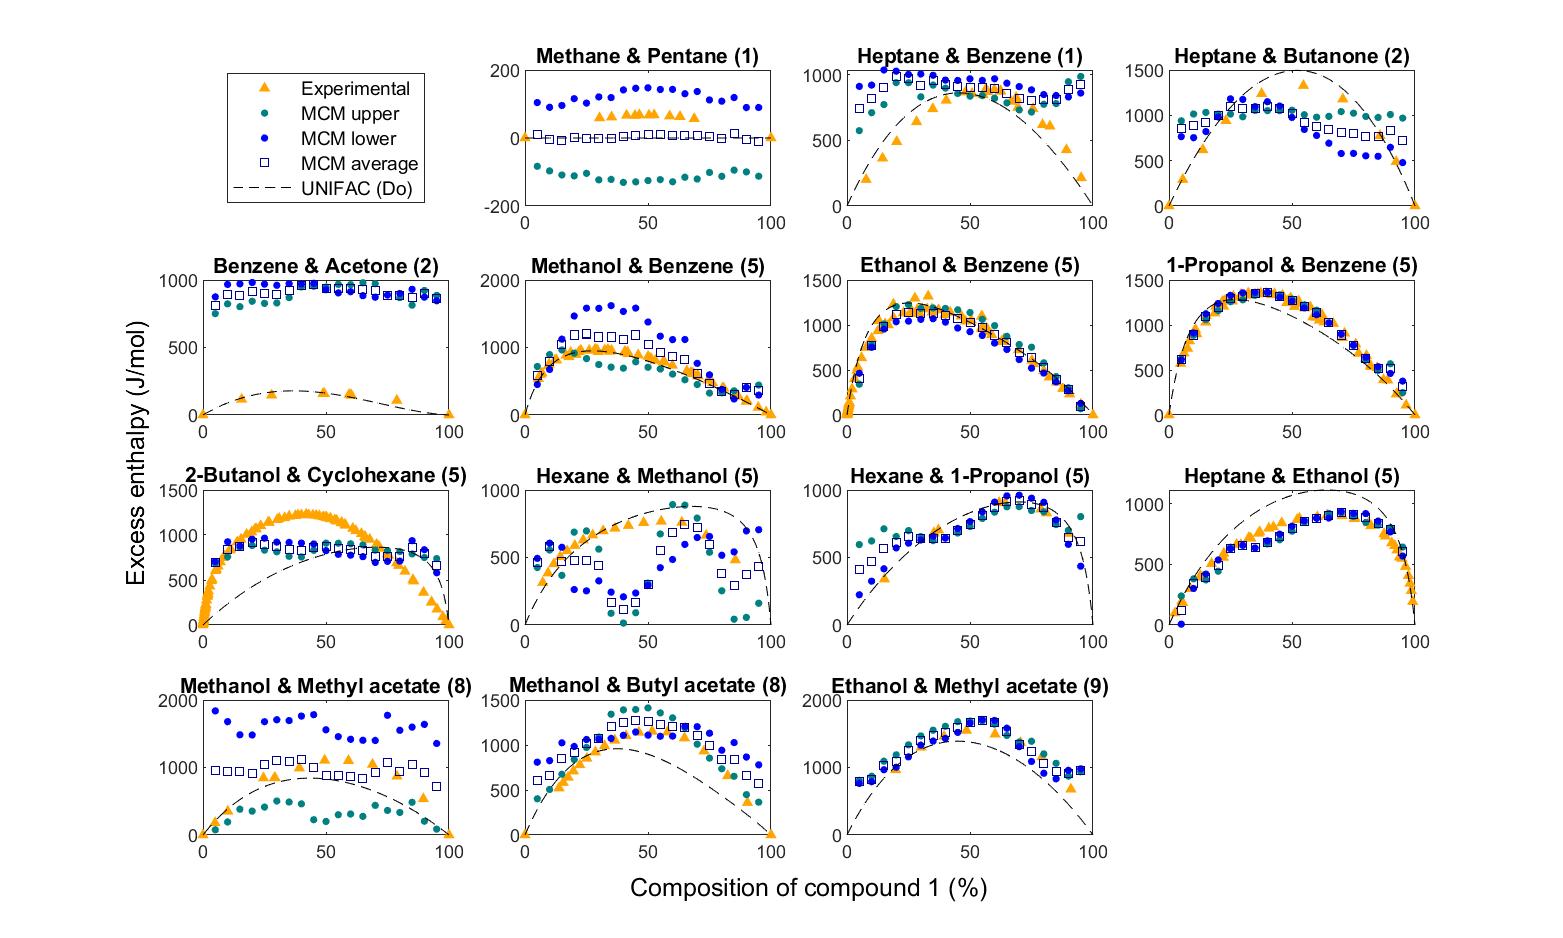 Experimental
MCM upper
MCM lower
MCM average
UNIFAC (Do)
Methane & Pentane (1)
200
0
-200
0 50 100
Heptane & Benzene (1)
1000
500
0
0 50 100
Heptane & Butanone (2)
1500
1000
500
0
0 50 100
Benzene & Acetone (2)
1000
500
0
0 50 100
Methanol & Benzene (5)
2000
1000
0
0 50 100
Ethanol & Benzene (5)
1500
1000
500
0
0 50 100
1-Propanol & Benzene (5)
1500
1000
500
0
0 50 100
2-Butanol & Cyclohexane (5)
1500
1000
500
0
0 50 100
Hexane & Methanol (5)
1000
500
0
0 50 100
Hexane & 1-Propanol (5)
1000
500
0
0 50 100
Heptane & Ethanol (5)
1000
500
0
0 50 100
Methanol & Methyl acetate (8)
2000
1000
0
0 50 100
Methanol & Butyl acetate (8)
1500
1000
500
0
0 50 100
Ethanol & Methyl acetate (9)
2000
1000
0
0 50 100
Excess enthalpy (J/mol)
Composition of compound 1 (%)